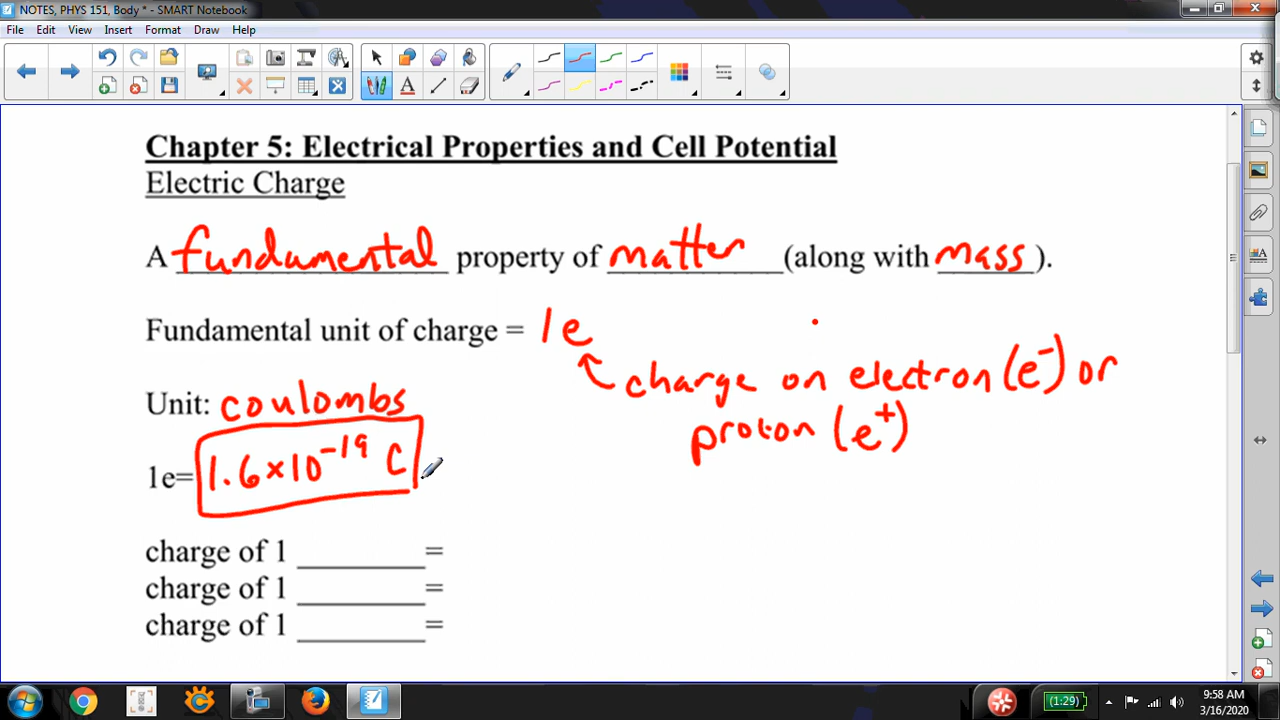 NOTES, PHYS 151, Body * - SMART Notebook
File Edit View Insert Format Draw Help
Chapter 5: Electrical Properties and Cell Potential
Electric Charge
A fundamental property of matter (along with mass).
Fundamental unit of charge = 1e
charge on electron (e⁻) or
proton (e⁺)
Unit: coulombs
1e= 1.6×10⁻¹⁹ C
charge of 1 ________=
charge of 1 ________=
charge of 1 ________=
(1:29)
9:58 AM
3/16/2020